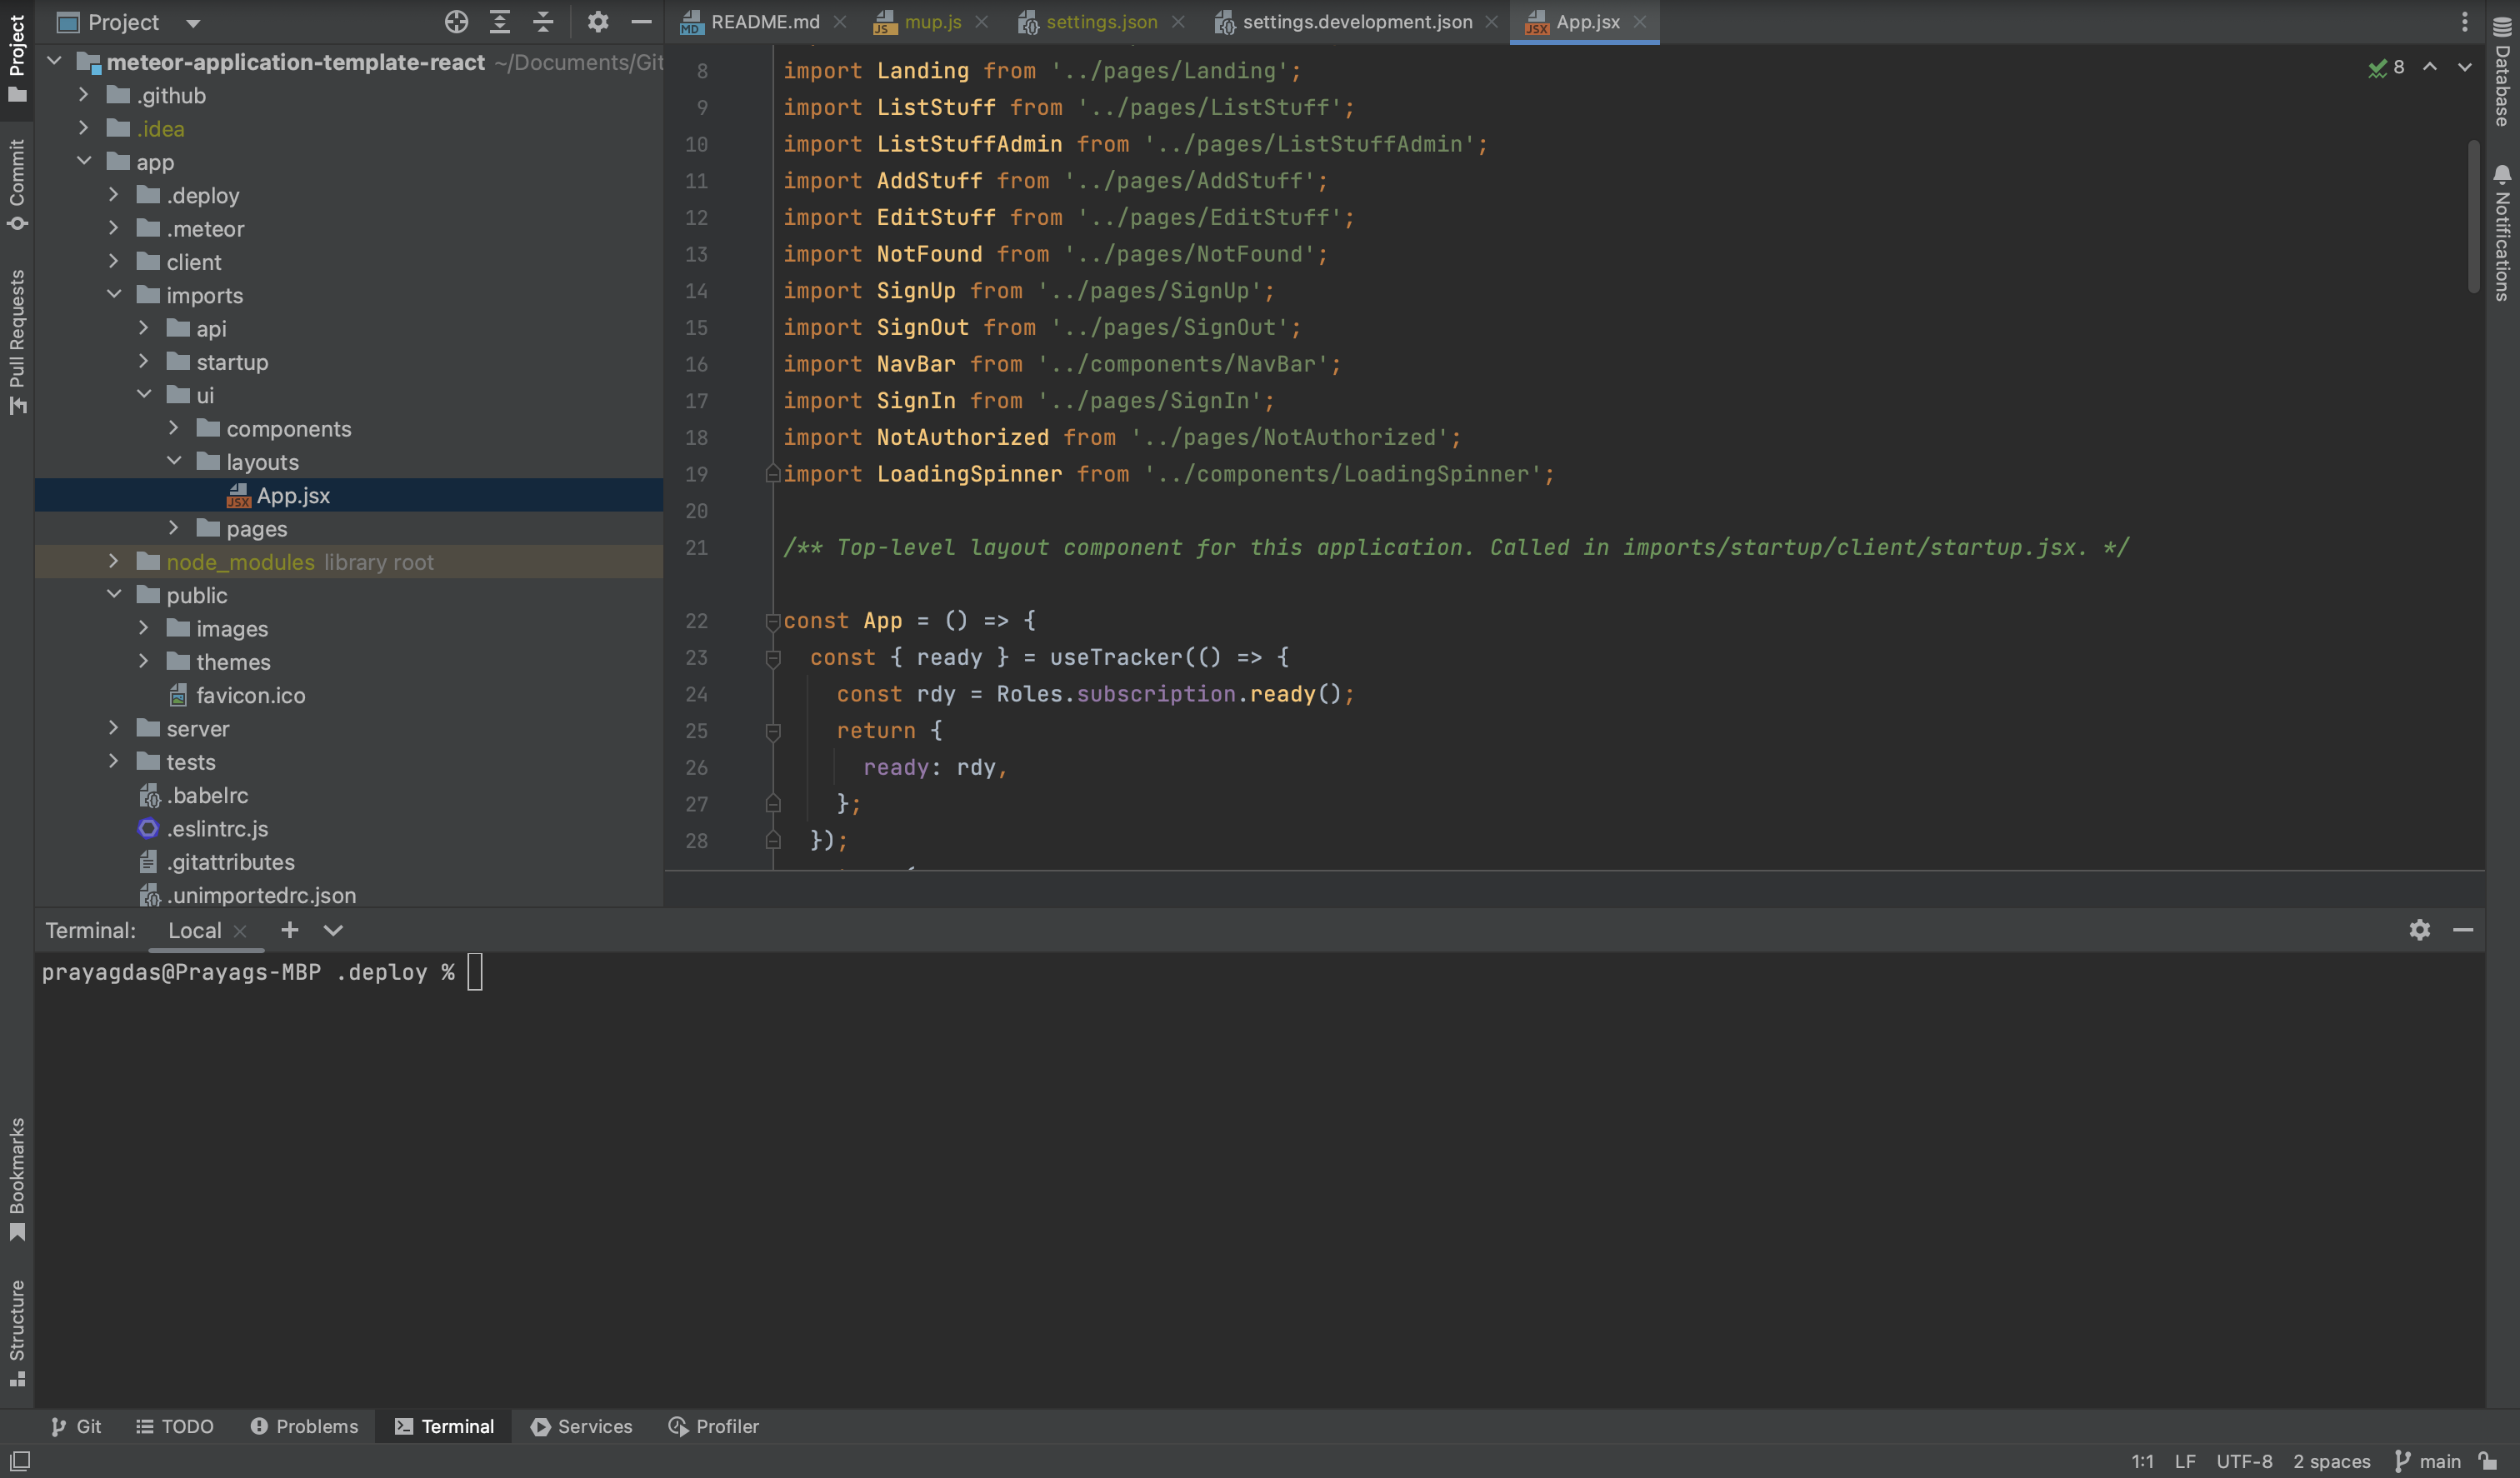 Project
README.md
mup.js
settings.json
settings.development.json
App.jsx
Project
Commit
Pull Requests
Bookmarks
Structure
meteor-application-template-react ~/Documents/Git
.github
.idea
app
.deploy
.meteor
client
imports
api
startup
ui
components
layouts
App.jsx
pages
node_modules library root
public
images
themes
favicon.ico
server
tests
.babelrc
.eslintrc.js
.gitattributes
.unimportedrc.json
8 import Landing from '../pages/Landing';
9 import ListStuff from '../pages/ListStuff';
10 import ListStuffAdmin from '../pages/ListStuffAdmin';
11 import AddStuff from '../pages/AddStuff';
12 import EditStuff from '../pages/EditStuff';
13 import NotFound from '../pages/NotFound';
14 import SignUp from '../pages/SignUp';
15 import SignOut from '../pages/SignOut';
16 import NavBar from '../components/NavBar';
17 import SignIn from '../pages/SignIn';
18 import NotAuthorized from '../pages/NotAuthorized';
19 import LoadingSpinner from '../components/LoadingSpinner';
20
21 /** Top-level layout component for this application. Called in imports/startup/client/startup.jsx. */
22 const App = () => {
23 const { ready } = useTracker(() => {
24 const rdy = Roles.subscription.ready();
25 return {
26 ready: rdy,
27 };
28 });
8
Database
Notifications
Terminal: Local
prayagdas@Prayags-MBP .deploy %
Git
TODO
Problems
Terminal
Services
Profiler
1:1 LF UTF-8 2 spaces main